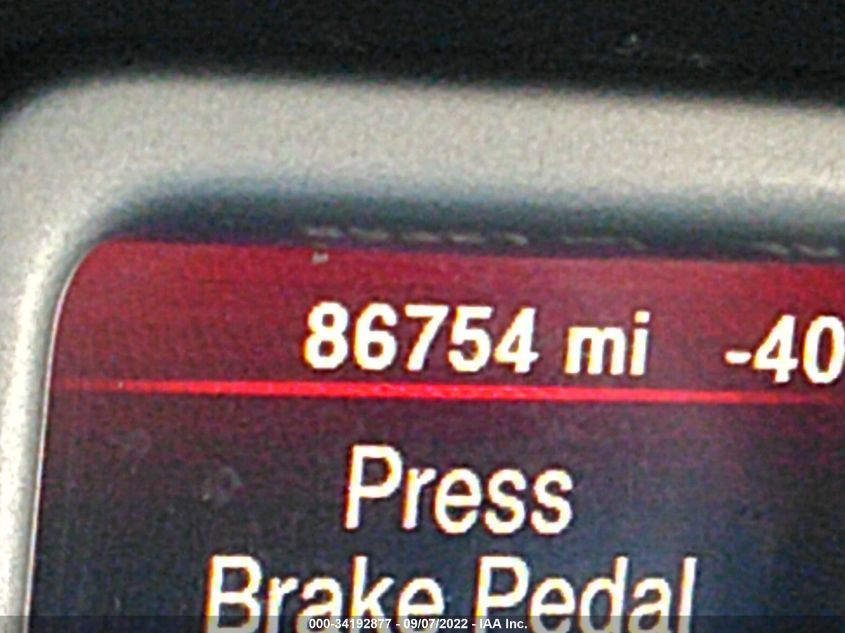 86754 mi -40
Press
Brake Pedal
000-34192877 - 09/07/2022 - IAA Inc.